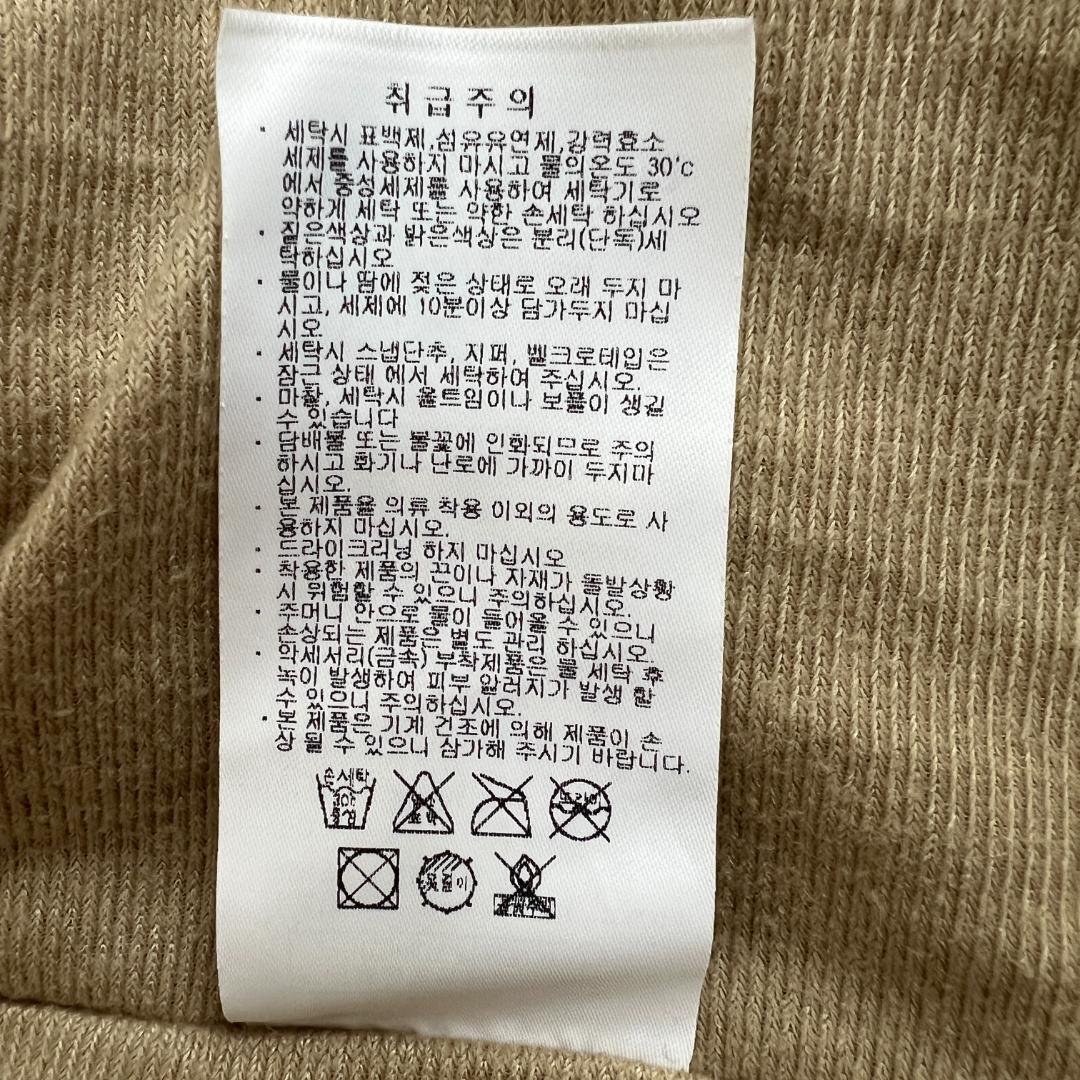 취급주의
· 세탁시 표백제,섬유유연제,강력효소
세제를 사용하지 마시고 물의온도 30'c
에서 중성세제를 사용하여 세탁기로
약하게 세탁 또는 약한 손세탁 하십시오
· 짙은색상과 밝은색상은 분리(단독)세
탁하십시오
· 물이나 땀에 젖은 상태로 오래 두지 마
시고, 세제에 10분이상 담가두지 마십
시오
· 세탁시 스냅단추, 지퍼, 벨크로테입은
잠근 상태 에서 세탁하여 주십시오.
· 마찰, 세탁시 올트임이나 보풀이 생길
수 있습니다
· 담배불 또는 불꽃에 인화되므로 주의
하시고 화기나 난로에 가까이 두지마
십시오.
· 본 제품을 의류 착용 이외의 용도로 사
용하지 마십시오.
· 드라이크리닝 하지 마십시오
· 착용한 제품의 끈이나 자재가 돌발상황
시 위험할 수 있으니 주의하십시오.
· 주머니 안으로 물이 들어올 수 있으니
손상되는 제품은 별도 관리 하십시오.
· 악세서리(금속) 부착제품은 물 세탁 후
녹이 발생하여 피부 알러지가 발생 할
수 있으니 주의하십시오.
· 본 제품은 기계 건조에 의해 제품이 손
상 될 수 있으니 삼가해 주시기 바랍니다.
손세탁
중성
옷걸이